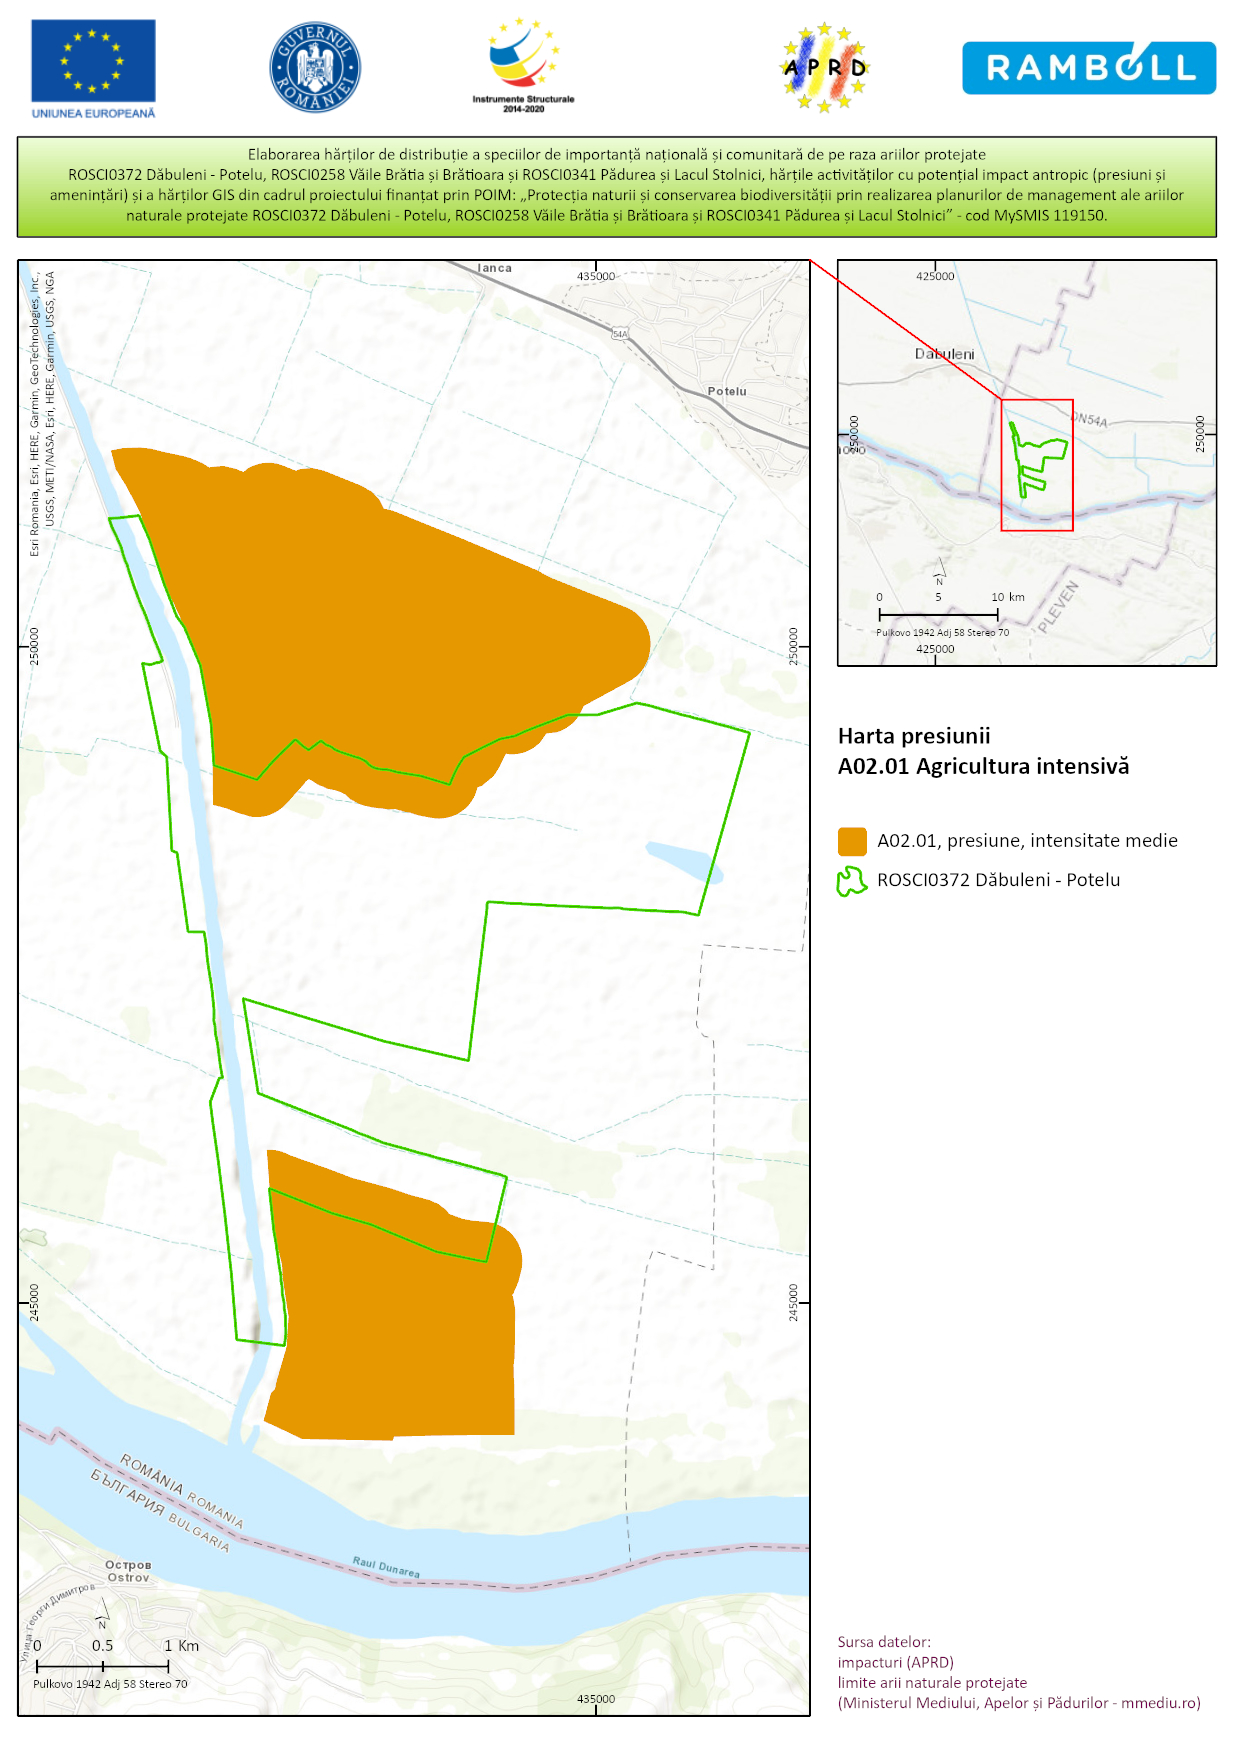 UNIUNEA EUROPEANĂ
GUVERNUL ROMÂNIEI
Instrumente Structurale
2014-2020
APRD
RAMBOLL
Elaborarea hărților de distribuție a speciilor de importanță națională și comunitară de pe raza ariilor protejate
ROSCI0372 Dăbuleni - Potelu, ROSCI0258 Văile Brătia și Brătioara și ROSCI0341 Pădurea și Lacul Stolnici, hărțile activităților cu potențial impact antropic (presiuni și
amenințări) și a hărților GIS din cadrul proiectului finanțat prin POIM: „Protecția naturii și conservarea biodiversității prin realizarea planurilor de management ale ariilor
naturale protejate ROSCI0372 Dăbuleni - Potelu, ROSCI0258 Văile Brătia și Brătioara și ROSCI0341 Pădurea și Lacul Stolnici” - cod MySMIS 119150.
Esri Romania, Esri, HERE, Garmin, GeoTechnologies, Inc.,
USGS, METI/NASA, Esri, HERE, Garmin, USGS, NGA
Ianca
435000
54A
Potelu
250000
250000
245000
245000
ROMÂNIA ROMANIA
БЪЛГАРИЯ BULGARIA
Raul Dunarea
Остров
Ostrov
Улица Георги Димитров
N
0 0.5 1 Km
Pulkovo 1942 Adj 58 Stereo 70
435000
425000
Dabuleni
DN54A
250000
250000
PLEVEN
N
0 5 10 km
Pulkovo 1942 Adj 58 Stereo 70
425000
Harta presiunii
A02.01 Agricultura intensivă
A02.01, presiune, intensitate medie
ROSCI0372 Dăbuleni - Potelu
Sursa datelor:
impacturi (APRD)
limite arii naturale protejate
(Ministerul Mediului, Apelor și Pădurilor - mmediu.ro)